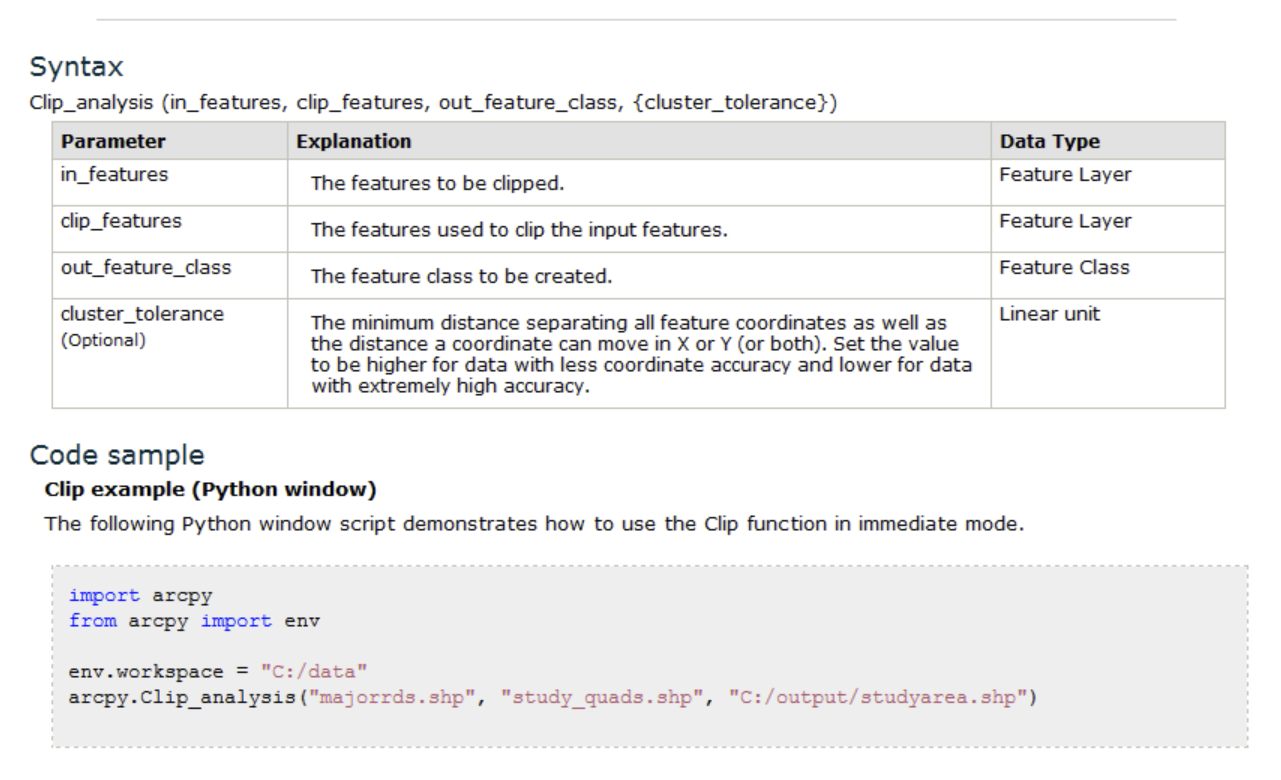 Syntax
Clip_analysis (in_features, clip_features, out_feature_class, {cluster_tolerance})
Parameter Explanation Data Type
in_features The features to be clipped. Feature Layer
clip_features The features used to clip the input features. Feature Layer
out_feature_class The feature class to be created. Feature Class
cluster_tolerance
(Optional)
The minimum distance separating all feature coordinates as well as
the distance a coordinate can move in X or Y (or both). Set the value
to be higher for data with less coordinate accuracy and lower for data
with extremely high accuracy.
Linear unit
Code sample
Clip example (Python window)
The following Python window script demonstrates how to use the Clip function in immediate mode.
import arcpy
from arcpy import env
env.workspace = "C:/data"
arcpy.Clip_analysis("majorrds.shp", "study_quads.shp", "C:/output/studyarea.shp")